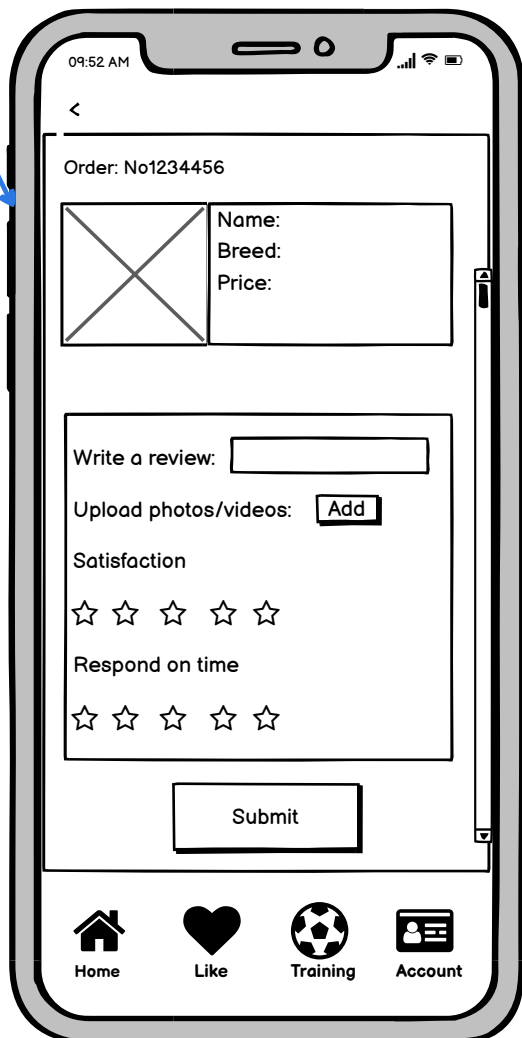 09:52 AM
<
Order: No1234456
Name:
Breed:
Price:
Write a review:
Upload photos/videos: Add
Satisfaction
Respond on time
Submit
Home Like Training Account